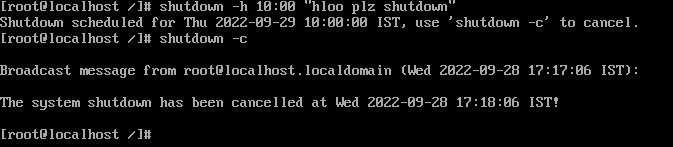 [root@localhost /]# shutdown -h 10:00 "hloo plz shutdown"
Shutdown scheduled for Thu 2022-09-29 10:00:00 IST, use 'shutdown -c' to cancel.
[root@localhost /]# shutdown -c
Broadcast message from root@localhost.localdomain (Wed 2022-09-28 17:17:06 IST):
The system shutdown has been cancelled at Wed 2022-09-28 17:18:06 IST!
[root@localhost /]#